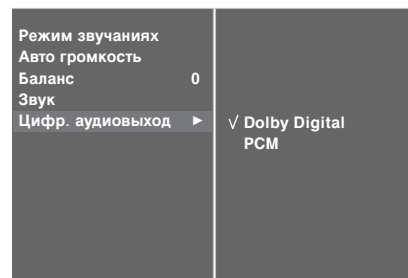 Режим звучаниях
Авто громкость
Баланс 0
Звук
Цифр. аудиовыход ►
√ Dolby Digital
PCM